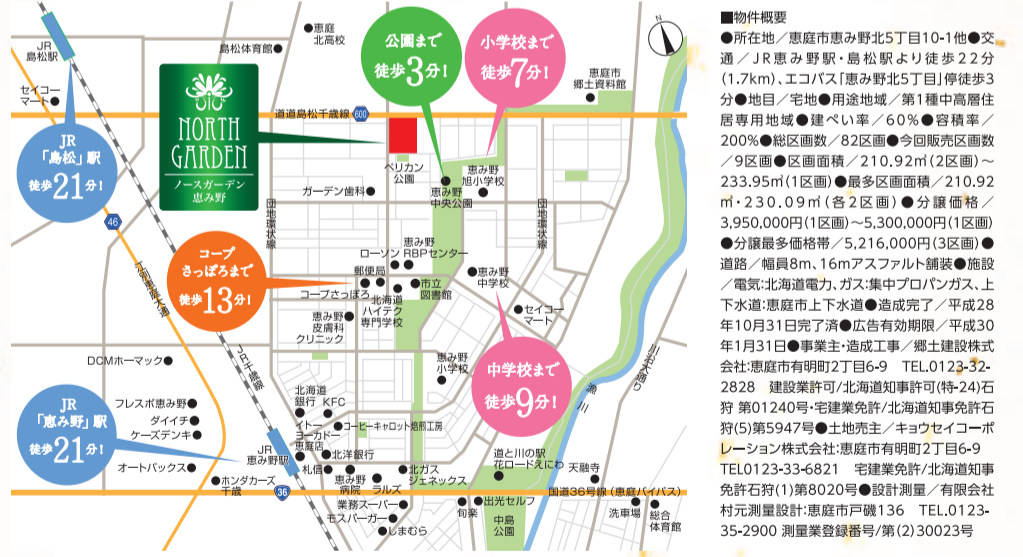 恵庭
北高校
島松体育館
JR
島松駅
セイコー
マート
公園まで
徒歩3分！
小学校まで
徒歩7分！
N
恵庭市
郷土資料館
道道島松千歳線
600
NORTH
GARDEN
ノースガーデン
恵み野
JR
「島松」駅
徒歩21分！
ペリカン
公園
恵み野
旭小学校
恵み野
中央公園
ガーデン歯科
団地環状線
団地環状線
46
江別恵庭大通
コープ
さっぽろまで
徒歩13分！
恵み野
ローソン RBPセンター
郵便局
コープさっぽろ
市立
図書館
北海道
ハイテク
専門学校
恵み野
中学校
セイコー
マート
恵み野
皮膚科
クリニック
JR千歳線
DCMホーマック
恵み野
小学校
中学校まで
徒歩9分！
漁川
JR
「恵み野」駅
徒歩21分！
フレスポ恵み野
ダイイチ
ケーズデンキ
オートバックス
北海道
銀行 KFC
イトー
ヨーカドー
恵庭店
コーヒーキャロット焙煎工房
JR
恵み野駅
北洋銀行
札信
恵み野
病院
ラルズ
北ガス
ジェネックス
道と川の駅
花ロードえにわ
天融寺
ホンダカーズ
千歳
36
国道36号線（恵庭バイパス）
業務スーパー
モスバーガー
しまむら
旬楽
出光セルフ
中島
公園
洗車場
総合
体育館
■物件概要
●所在地／恵庭市恵み野北5丁目10-1他●交
通／JR恵み野駅・島松駅より徒歩22分
(1.7km)、エコバス「恵み野北5丁目」停徒歩3
分●地目／宅地●用途地域／第1種中高層住
居専用地域●建ぺい率／60％●容積率／
200％●総区画数／82区画●今回販売区画数
／9区画●区画面積／210.92㎡(2区画)～
233.95㎡(1区画)●最多区画面積／210.92
㎡・230.09㎡(各2区画)●分譲価格／
3,950,000円(1区画)～5,300,000円(1区画)
●分譲最多価格帯／5,216,000円(3区画)●
道路／幅員8m、16mアスファルト舗装●施設
／電気:北海道電力、ガス:集中プロパンガス、上
下水道:恵庭市上下水道●造成完了／平成28
年10月31日完了済●広告有効期限／平成30
年1月31日●事業主・造成工事／郷土建設株式
会社:恵庭市有明町2丁目6-9　TEL.0123-32-
2828　建設業許可/北海道知事許可(特-24)石
狩 第01240号・宅建業免許/北海道知事免許石
狩(5)第5947号●土地売主／キョウセイコーポ
レーション株式会社:恵庭市有明町2丁目6-9
TEL0123-33-6821　宅建業免許/北海道知事
免許石狩(1)第8020号●設計測量／有限会社
村元測量設計:恵庭市戸磯136　TEL.0123-
35-2900 測量業登録番号/第(2)30023号